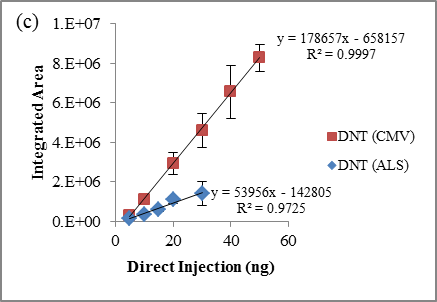 (c)
1.E+07
8.E+06
6.E+06
4.E+06
2.E+06
0.E+00
Integrated Area
y = 178657x - 658157
R² = 0.9997
DNT (CMV)
DNT (ALS)
y = 53956x - 142805
R² = 0.9725
0 20 40 60
Direct Injection (ng)